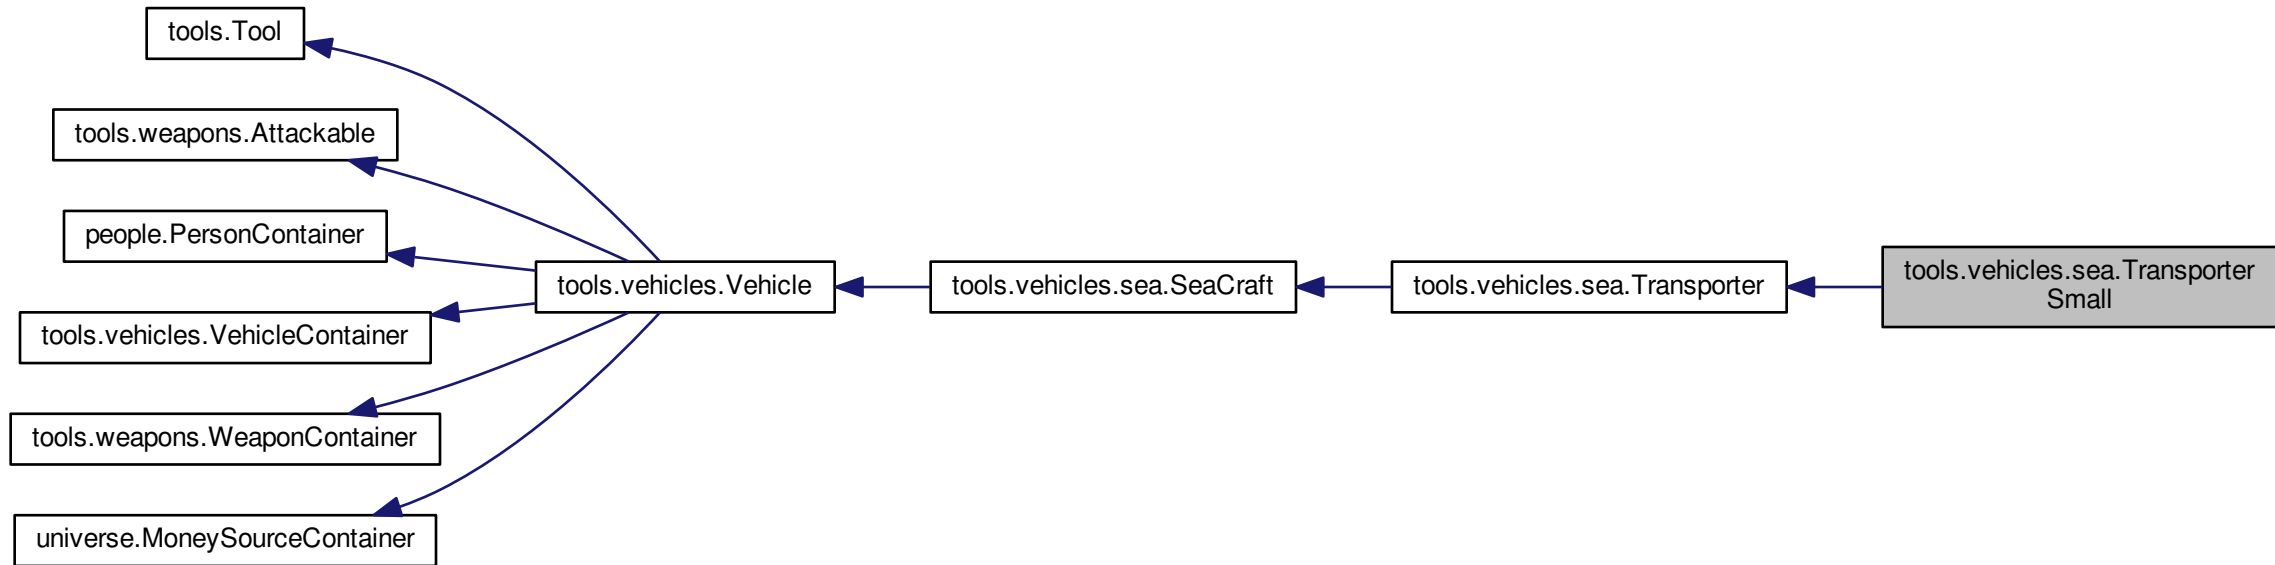 tools.Tool
tools.weapons.Attackable
people.PersonContainer
tools.vehicles.VehicleContainer
tools.weapons.WeaponContainer
universe.MoneySourceContainer
tools.vehicles.Vehicle
tools.vehicles.sea.SeaCraft
tools.vehicles.sea.Transporter
tools.vehicles.sea.Transporter
Small